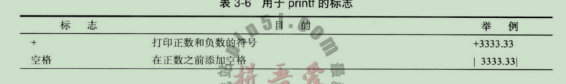 表 3-6 用于 printf 的标志
标 志 目 的 举 例
+ 打印正数和负数的符号 +3333.33
空格 在正数之前添加空格 | 3333.33|